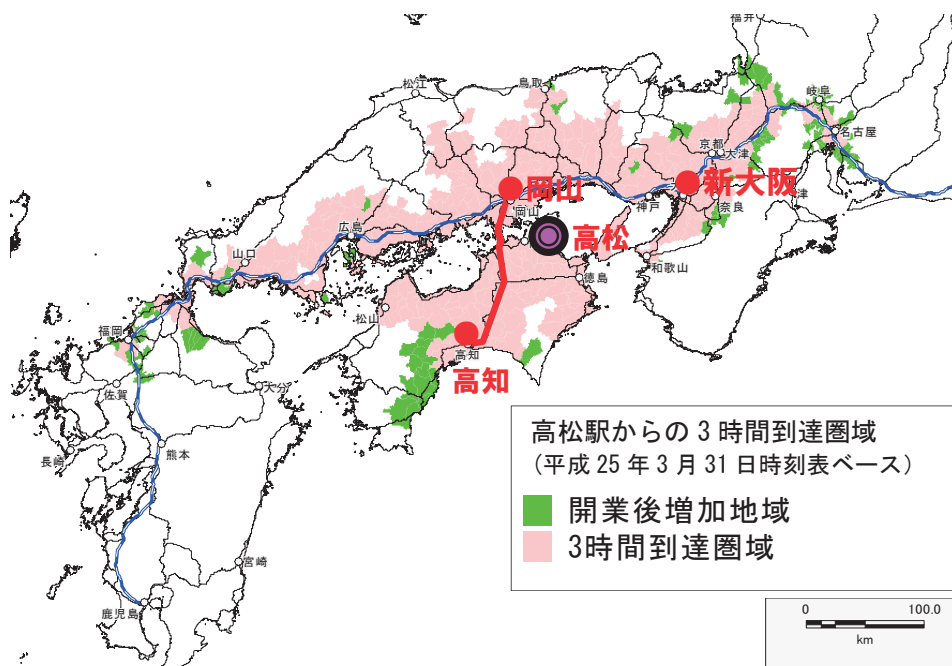 福井
鳥取
松江
岐阜
名古屋
京都
大津
新大阪
岡山
奈良
津
岡山
神戸
広島
高松
山口
和歌山
徳島
松山
福岡
高知
高知
大分
佐賀
高松駅からの3時間到達圏域
（平成25年3月31日時刻表ベース）
長崎
熊本
開業後増加地域
3時間到達圏域
宮崎
鹿児島
0 100.0
km